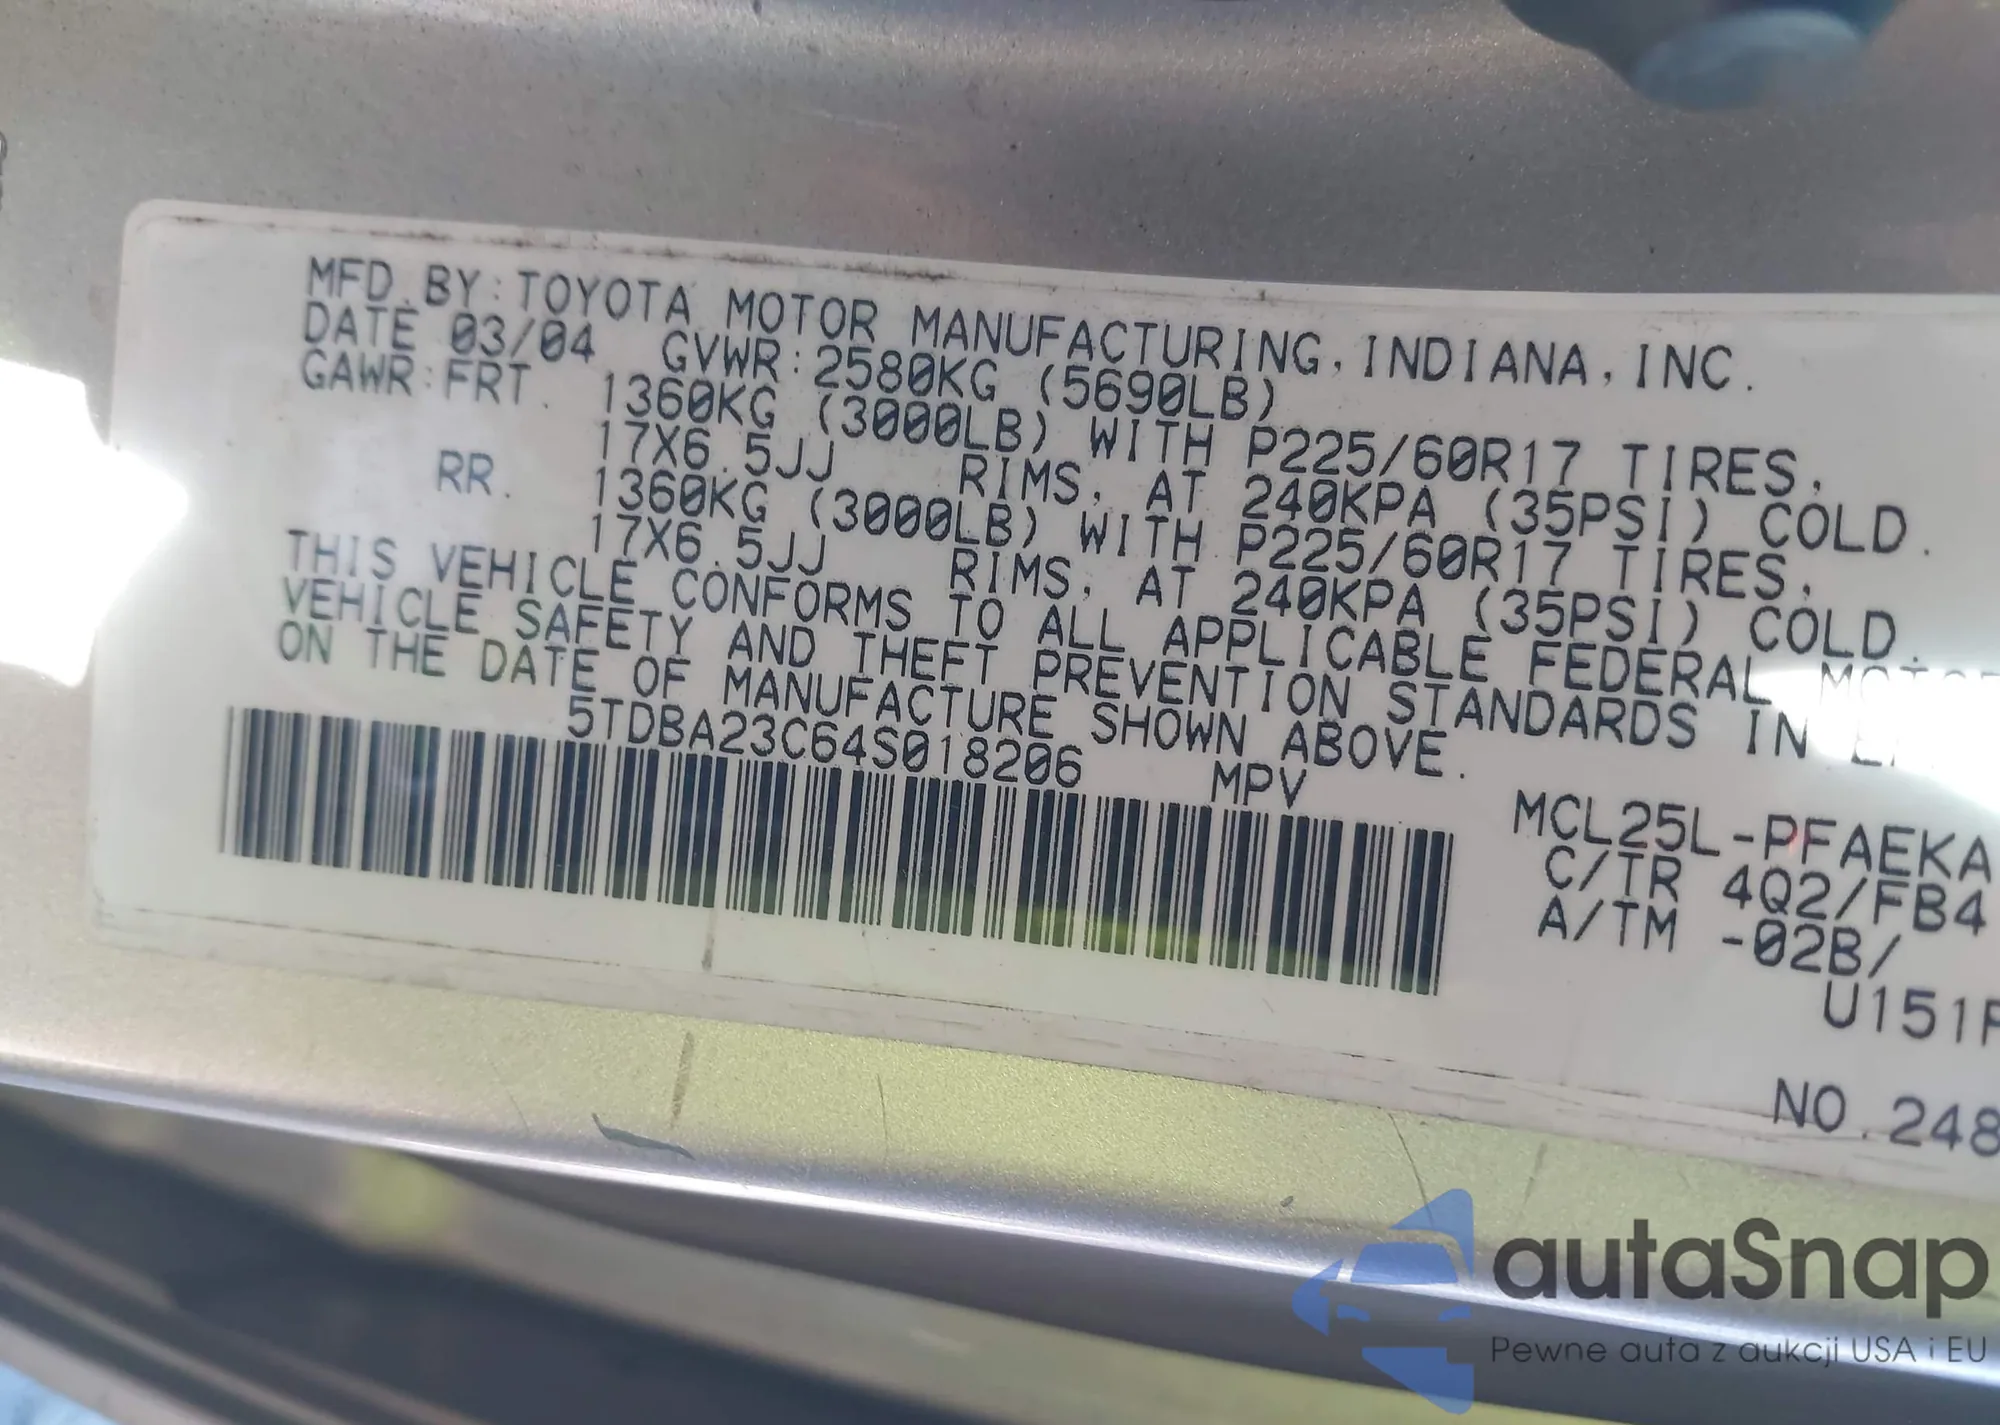 MFD. BY: TOYOTA MOTOR MANUFACTURING, INDIANA, INC.
DATE 03/04 GVWR: 2580KG (5690LB)
GAWR: FRT. 1360KG (3000LB) WITH P225/60R17 TIRES,
17X6.5JJ RIMS, AT 240KPA (35PSI) COLD.
RR. 1360KG (3000LB) WITH P225/60R17 TIRES,
17X6.5JJ RIMS, AT 240KPA (35PSI) COLD.
THIS VEHICLE CONFORMS TO ALL APPLICABLE FEDERAL
VEHICLE SAFETY AND THEFT PREVENTION STANDARDS IN
ON THE DATE OF MANUFACTURE SHOWN ABOVE.
5TDBA23C64S018206 MPV
MCL25L-PFAEKA
C/TR 4Q2/FB4
A/TM -02B/
U151F
NO. 248
autaSnap
Pewne auta z aukcji USA i EU